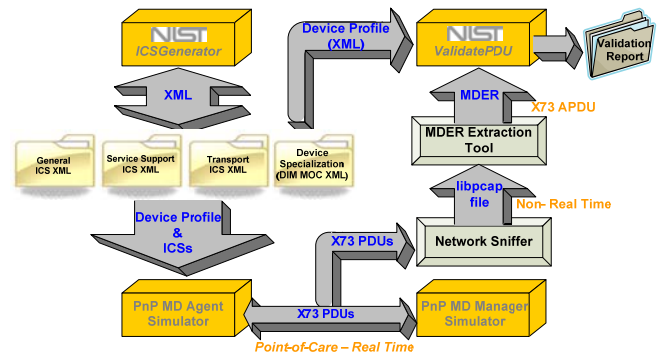 NIST
ICSGenerator
Device Profile
(XML)
NIST
ValidatePDU
Validation
Report
XML
MDER
X73 APDU
MDER Extraction
Tool
General
ICS XML
Service Support
ICS XML
Transport
ICS XML
Device
Specialization
(DIM MOC XML)
libpcap
file
Non- Real Time
Device Profile
&
ICSs
X73 PDUs
Network Sniffer
PnP MD Agent
Simulator
X73 PDUs
PnP MD Manager
Simulator
Point-of-Care – Real Time